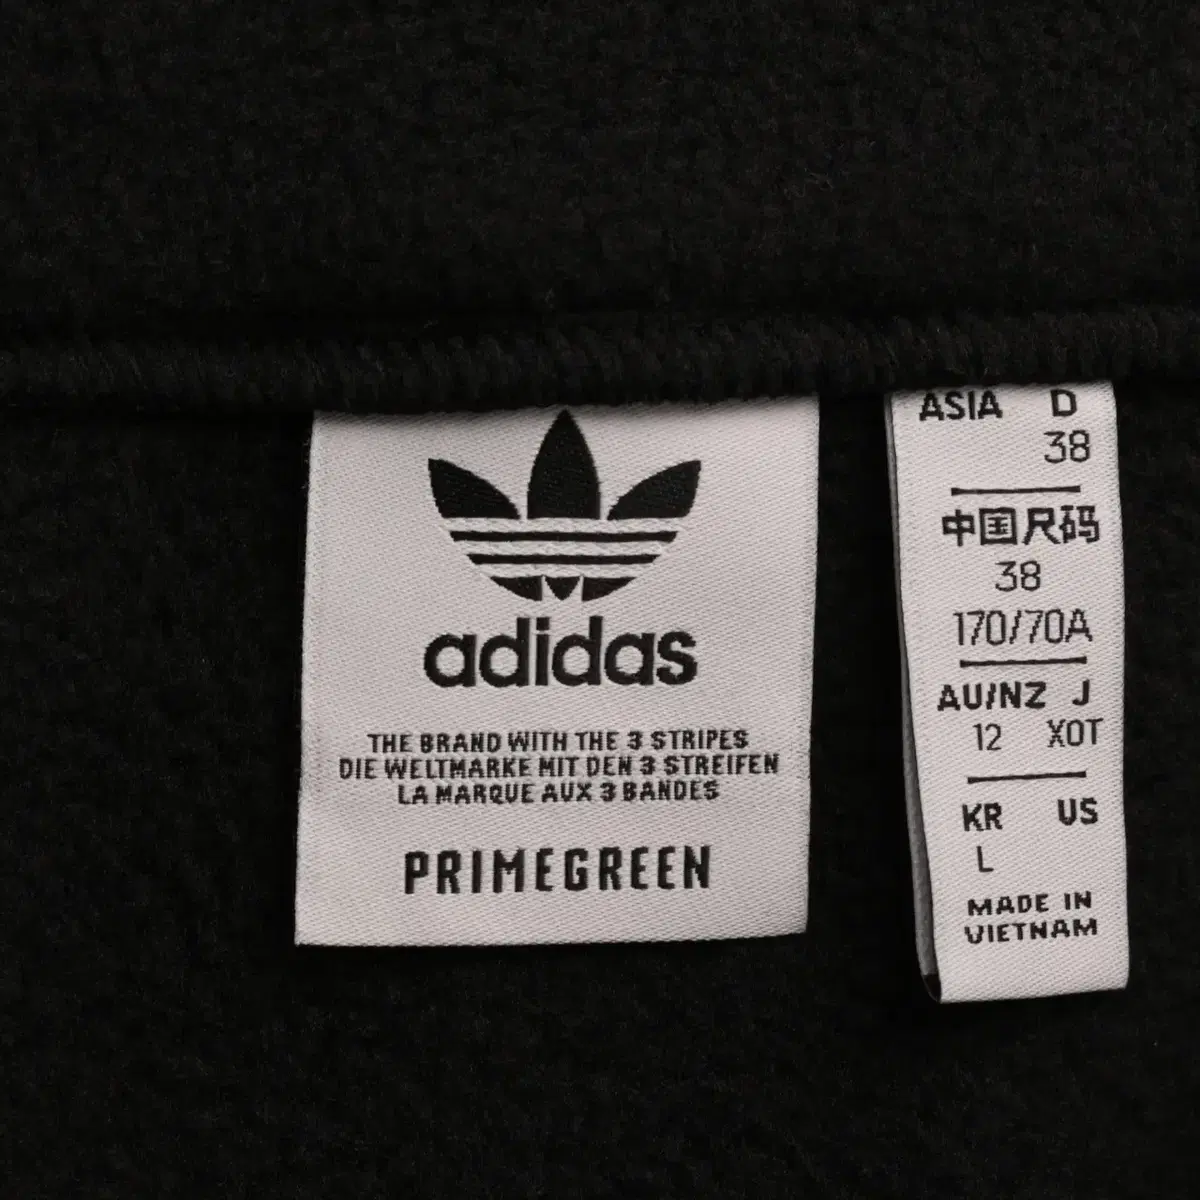 adidas
THE BRAND WITH THE 3 STRIPES
DIE WELTMARKE MIT DEN 3 STREIFEN
LA MARQUE AUX 3 BANDES
PRIMEGREEN
ASIA D
38
中国尺码
38
170/70A
AU/NZ J
12 XOT
KR US
L
MADE IN
VIETNAM